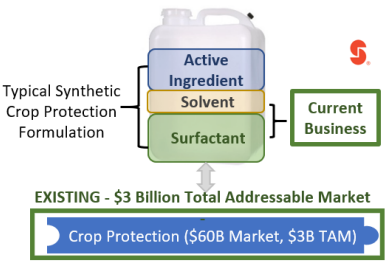 Active
Ingredient
Typical Synthetic
Crop Protection
Formulation
Solvent
Surfactant
Current
Business
EXISTING - $3 Billion Total Addressable Market
Crop Protection ($60B Market, $3B TAM)